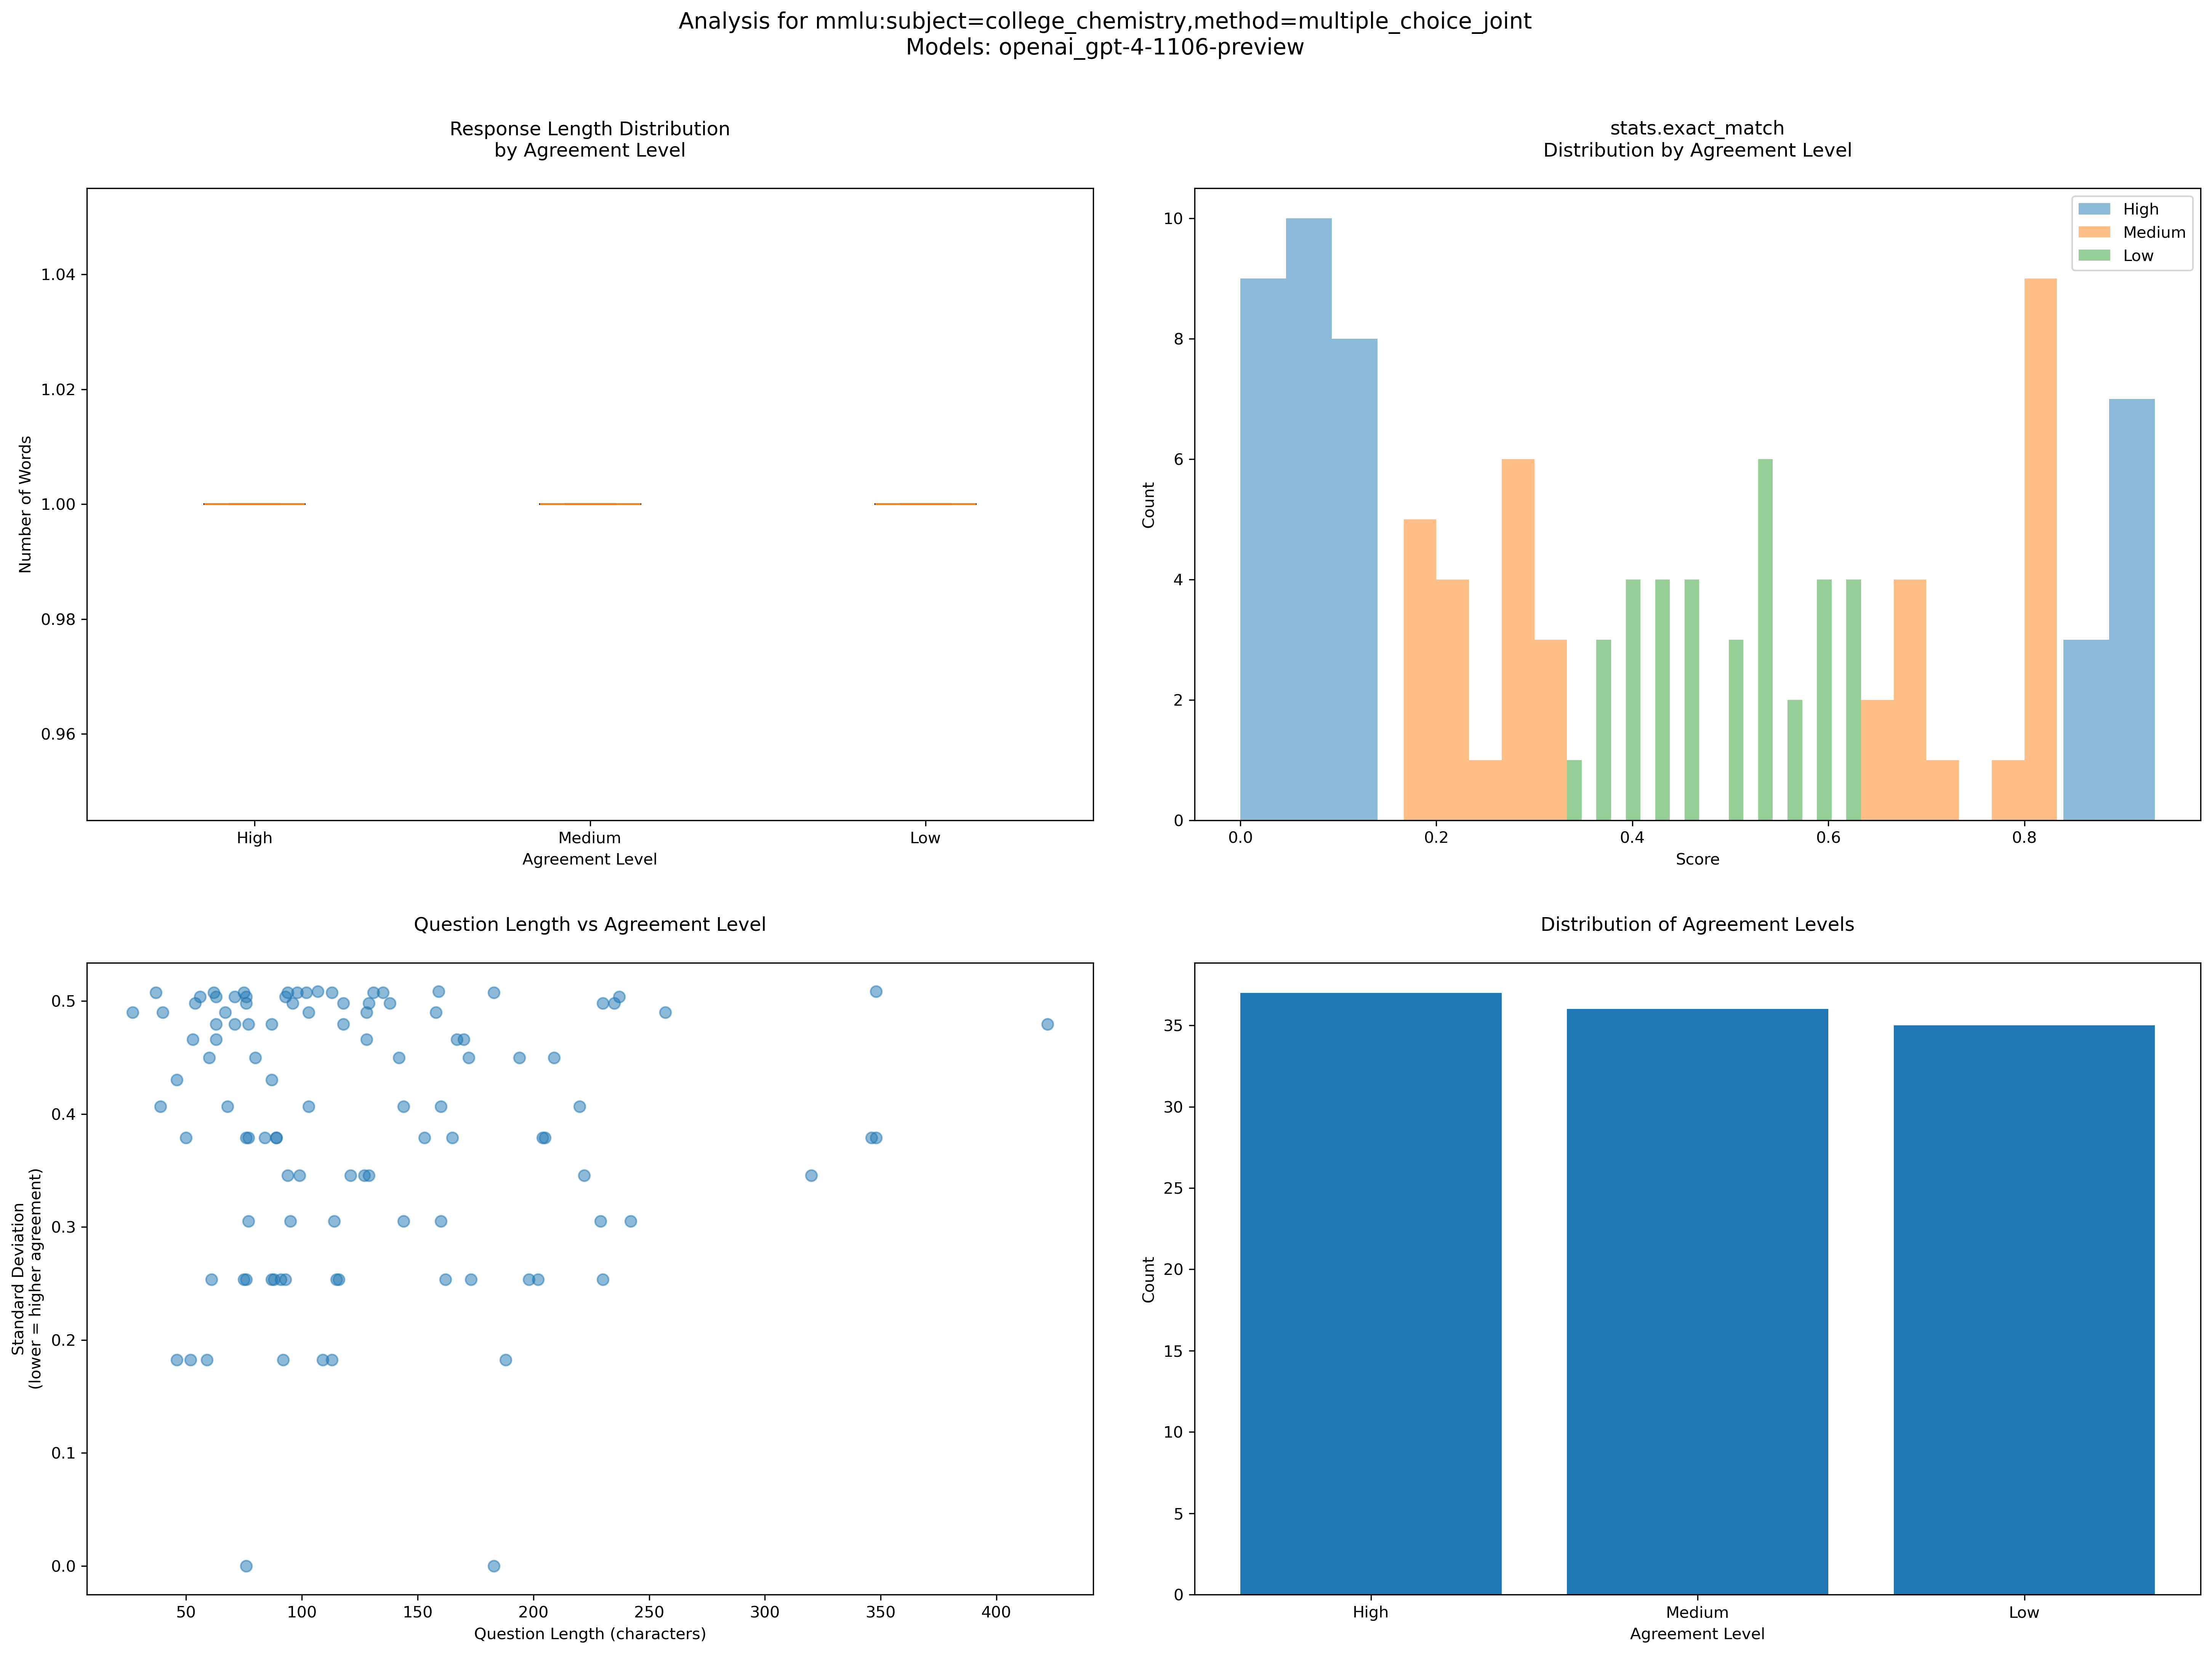 Analysis for mmlu:subject=college_chemistry,method=multiple_choice_joint
Models: openai_gpt-4-1106-preview
Response Length Distribution
by Agreement Level
Number of Words
1.04
1.02
1.00
0.98
0.96
High
Medium
Low
Agreement Level
stats.exact_match
Distribution by Agreement Level
Count
10
8
6
4
2
0
High
Medium
Low
0.0
0.2
0.4
0.6
0.8
Score
Question Length vs Agreement Level
Standard Deviation
(lower = higher agreement)
0.5
0.4
0.3
0.2
0.1
0.0
50
100
150
200
250
300
350
400
Question Length (characters)
Distribution of Agreement Levels
Count
35
30
25
20
15
10
5
0
High
Medium
Low
Agreement Level